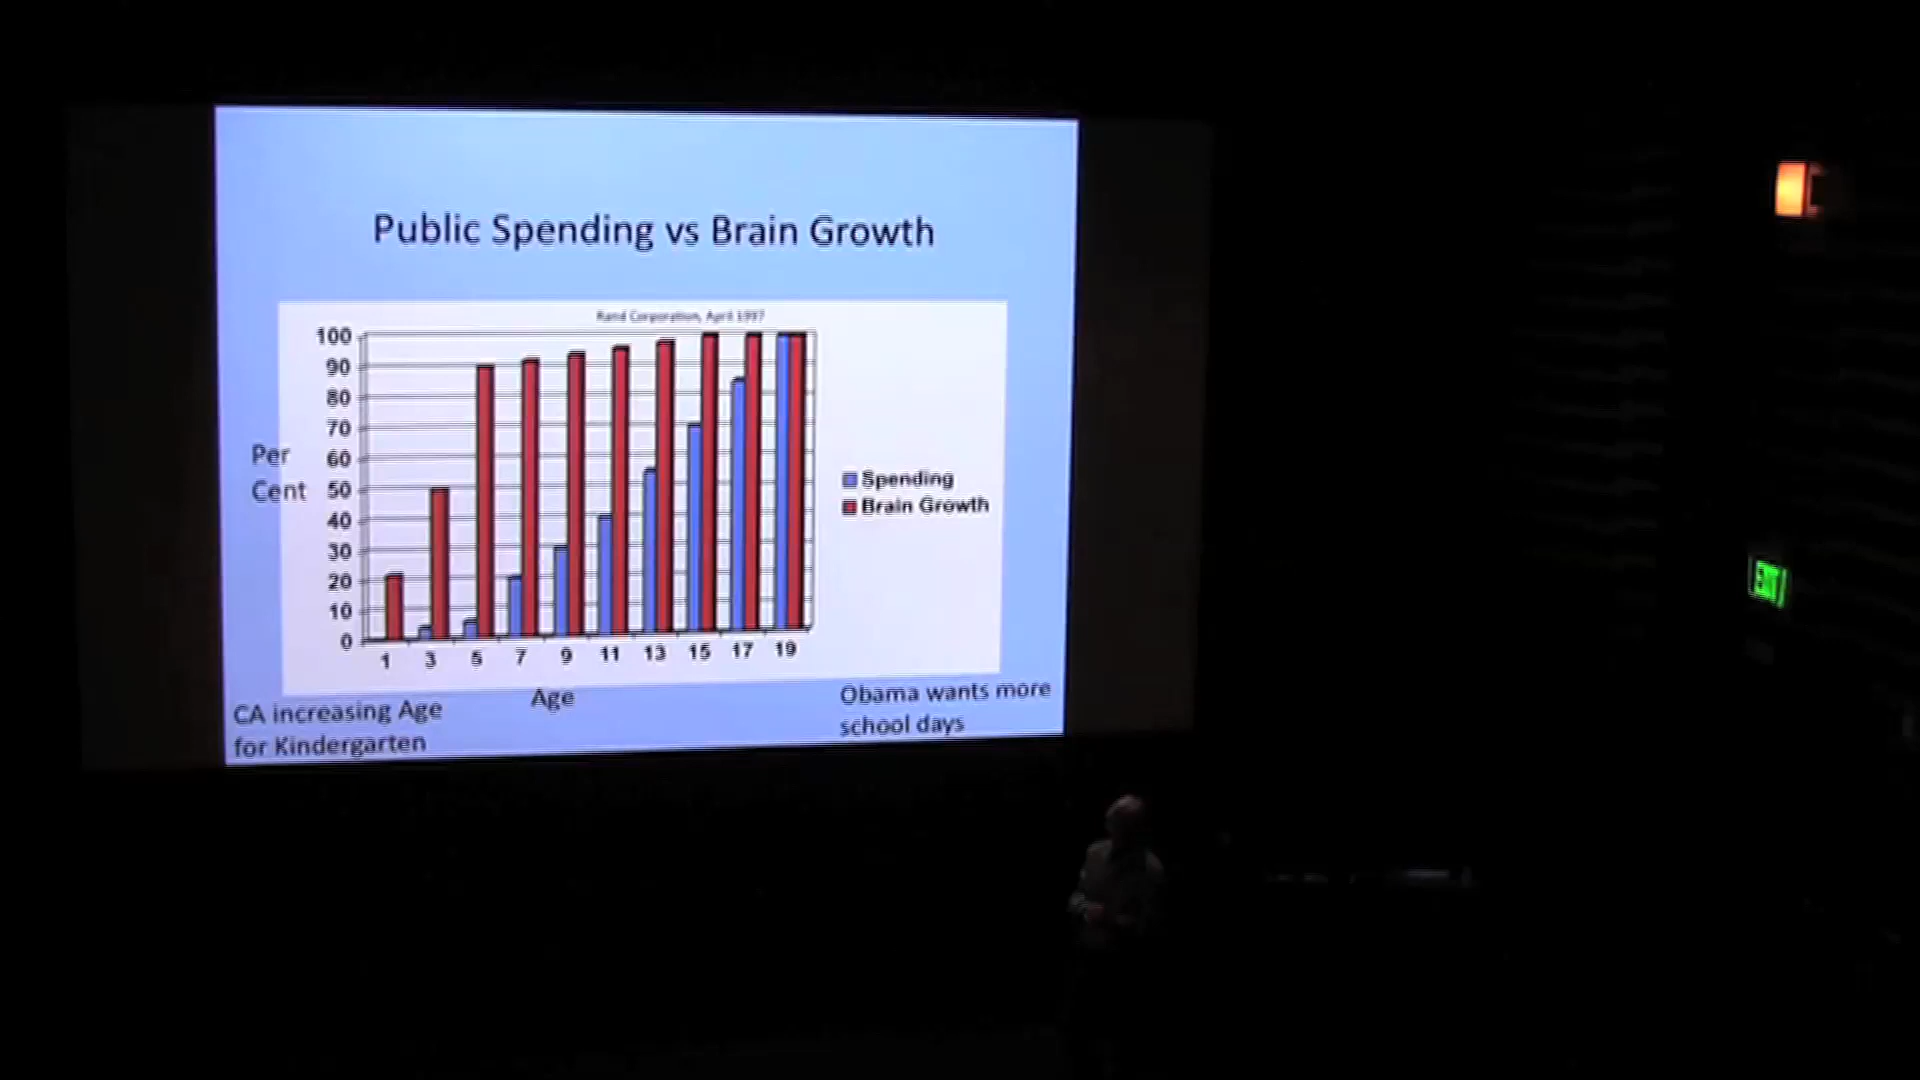 Public Spending vs Brain Growth
Rand Corporation, April 1997
100
90
80
70
60
50
40
30
20
10
0
Per
Cent
Spending
Brain Growth
1 3 5 7 9 11 13 15 17 19
Age
CA increasing Age
for Kindergarten
Obama wants more
school days
EXIT